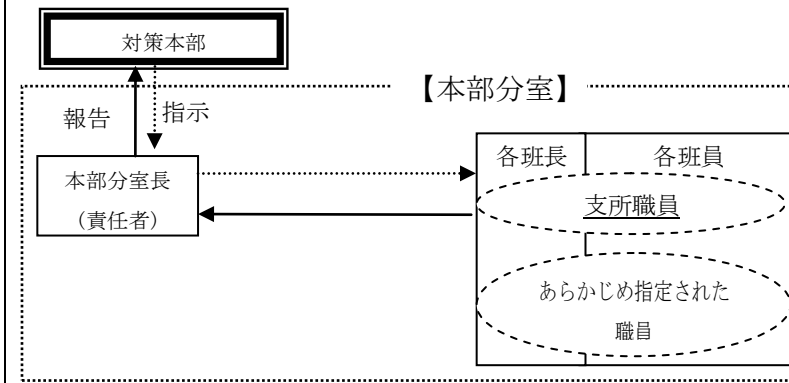 対策本部
【本部分室】
報告
指示
本部分室長
(責任者)
各班長
各班員
支所職員
あらかじめ指定された
職員